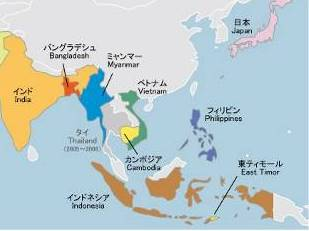 日本
Japan
バングラデシュ
Bangladesh
ミャンマー
Myanmar
ベトナム
Vietnam
インド
India
フィリピン
Philippines
タイ
Thailand
カンボジア
Cambodia
東ティモール
East Timor
インドネシア
Indonesia